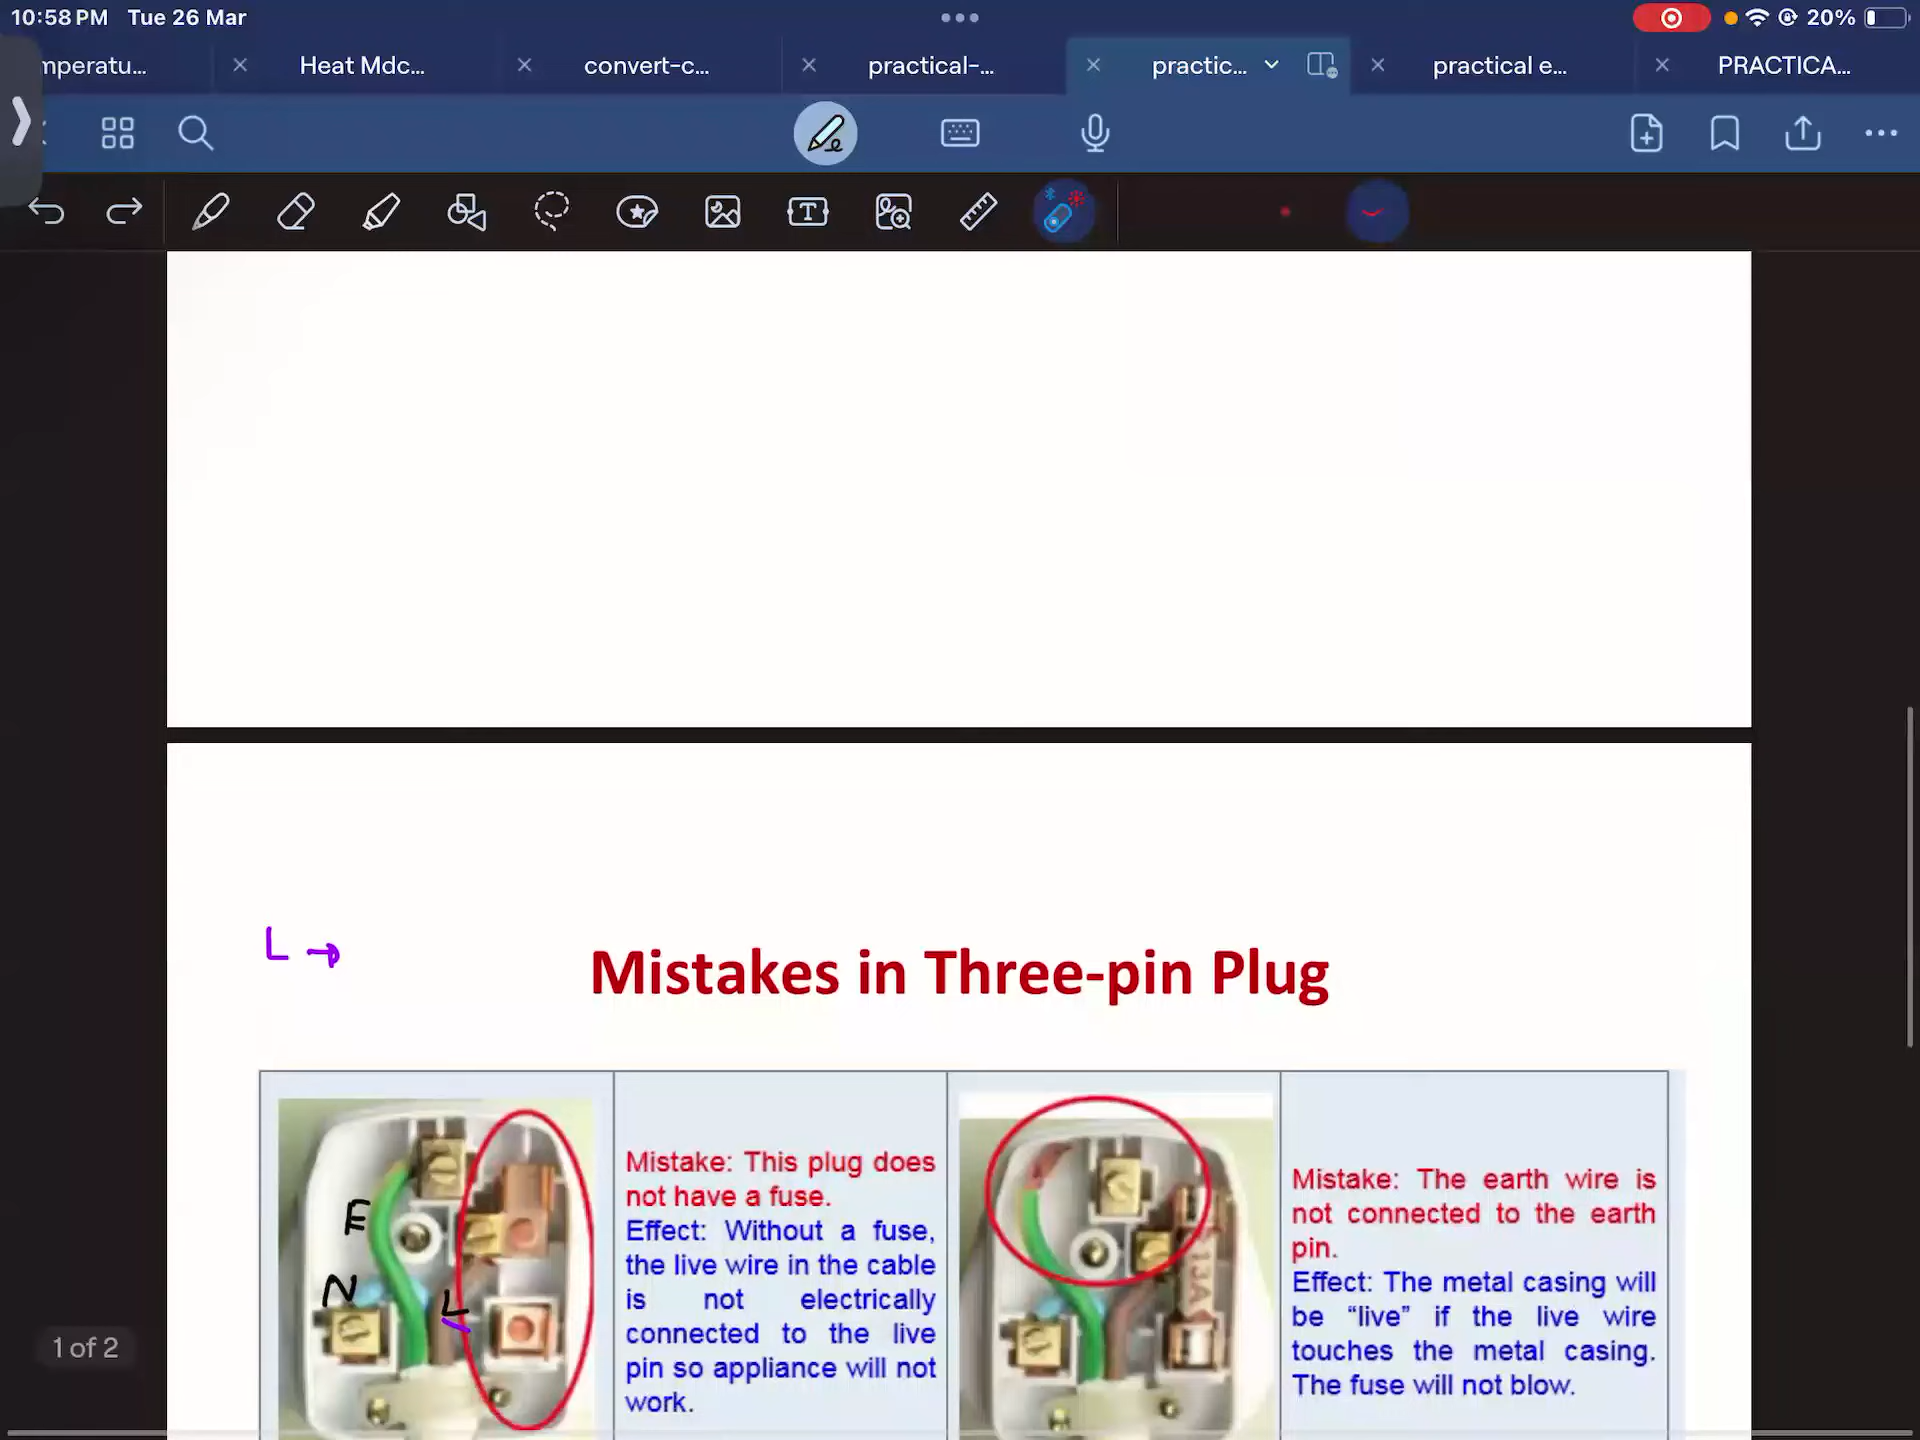 10:58 PM Tue 26 Mar
20%
mperatu...
Heat Mdc...
convert-c...
practical-...
practic...
practical e...
PRACTICA...
L →
Mistakes in Three-pin Plug
E
N
L
Mistake: This plug does
not have a fuse.
Effect: Without a fuse,
the live wire in the cable
is not electrically
connected to the live
pin so appliance will not
work.
13A
Mistake: The earth wire is
not connected to the earth
pin.
Effect: The metal casing will
be “live” if the live wire
touches the metal casing.
The fuse will not blow.
1 of 2